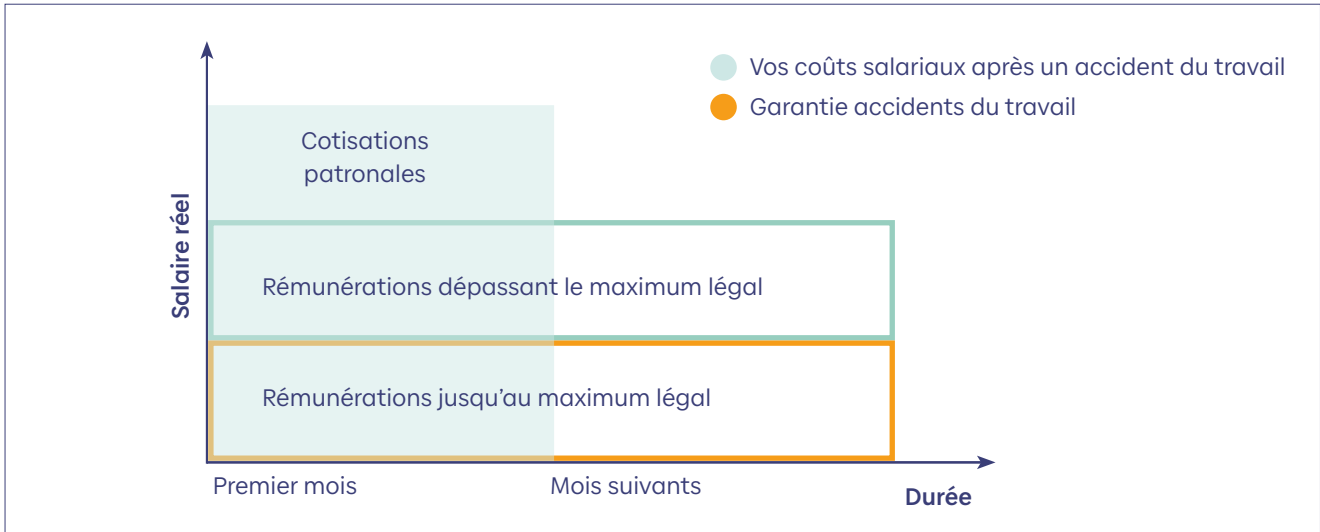 Vos coûts salariaux après un accident du travail
Garantie accidents du travail
Cotisations
patronales
Salaire réel
Rémunérations dépassant le maximum légal
Rémunérations jusqu'au maximum légal
Premier mois
Mois suivants
Durée